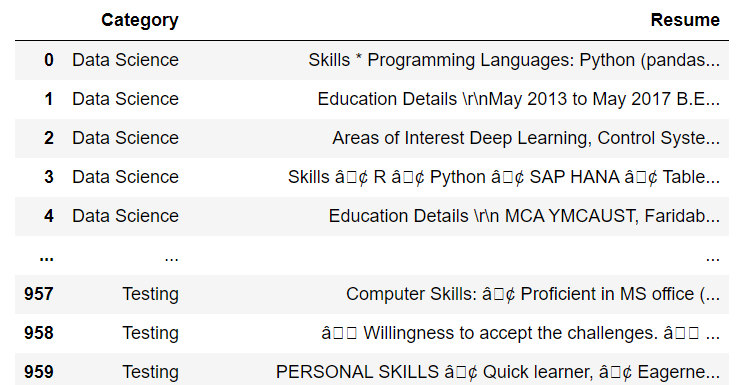 Category Resume
0 Data Science Skills * Programming Languages: Python (pandas...
1 Data Science Education Details \r\nMay 2013 to May 2017 B.E...
2 Data Science Areas of Interest Deep Learning, Control Syste...
3 Data Science Skills â□¢ R â□¢ Python â□¢ SAP HANA â□¢ Table...
4 Data Science Education Details \r\n MCA YMCAUST, Faridab...
... ... ...
957 Testing Computer Skills: â□¢ Proficient in MS office (...
958 Testing â□□ Willingness to accept the challenges. â□□ ...
959 Testing PERSONAL SKILLS â□¢ Quick learner, â□¢ Eagerne...